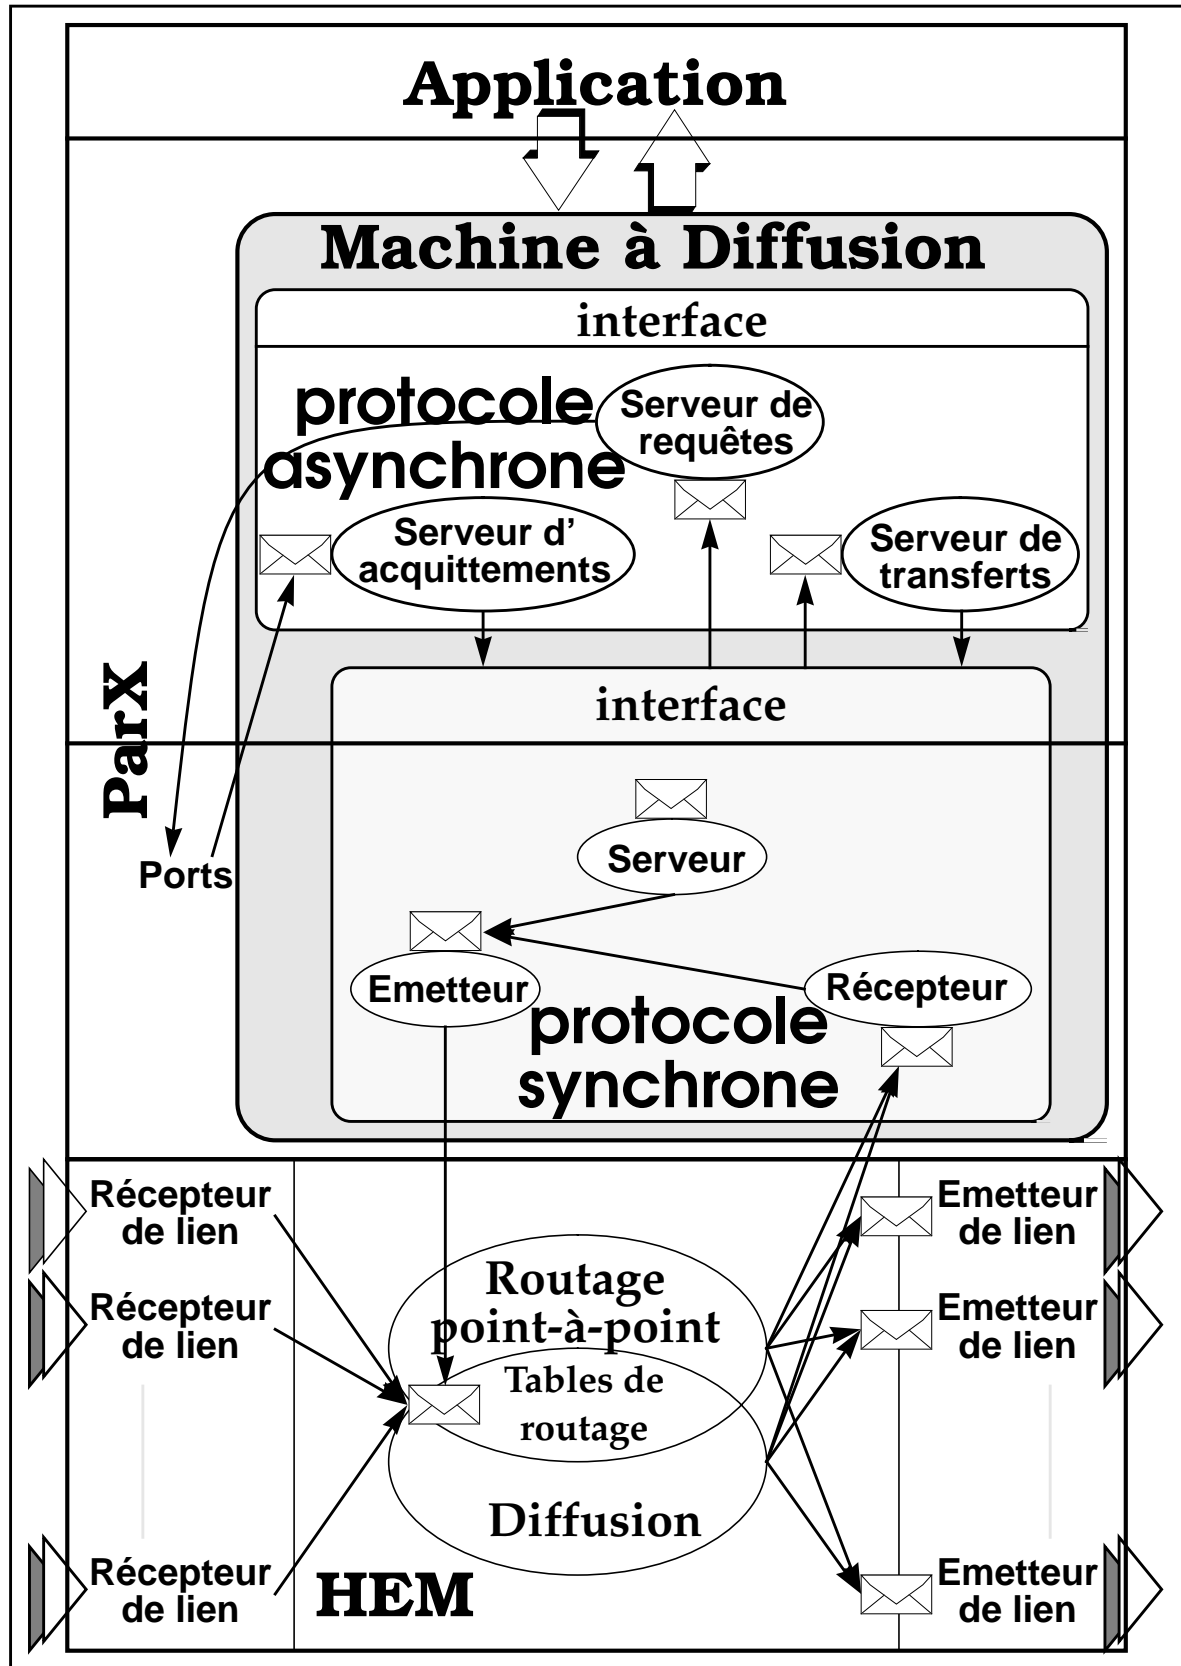 Application
Machine à Diffusion
interface
protocole
asynchrone
Serveur de
requêtes
Serveur d'
acquittements
Serveur de
transferts
interface
ParX
Ports
Serveur
Emetteur
Récepteur
protocole
synchrone
Récepteur
de lien
Emetteur
de lien
Routage
point-à-point
Récepteur
de lien
Emetteur
de lien
Tables de
routage
Diffusion
Récepteur
de lien
HEM
Emetteur
de lien